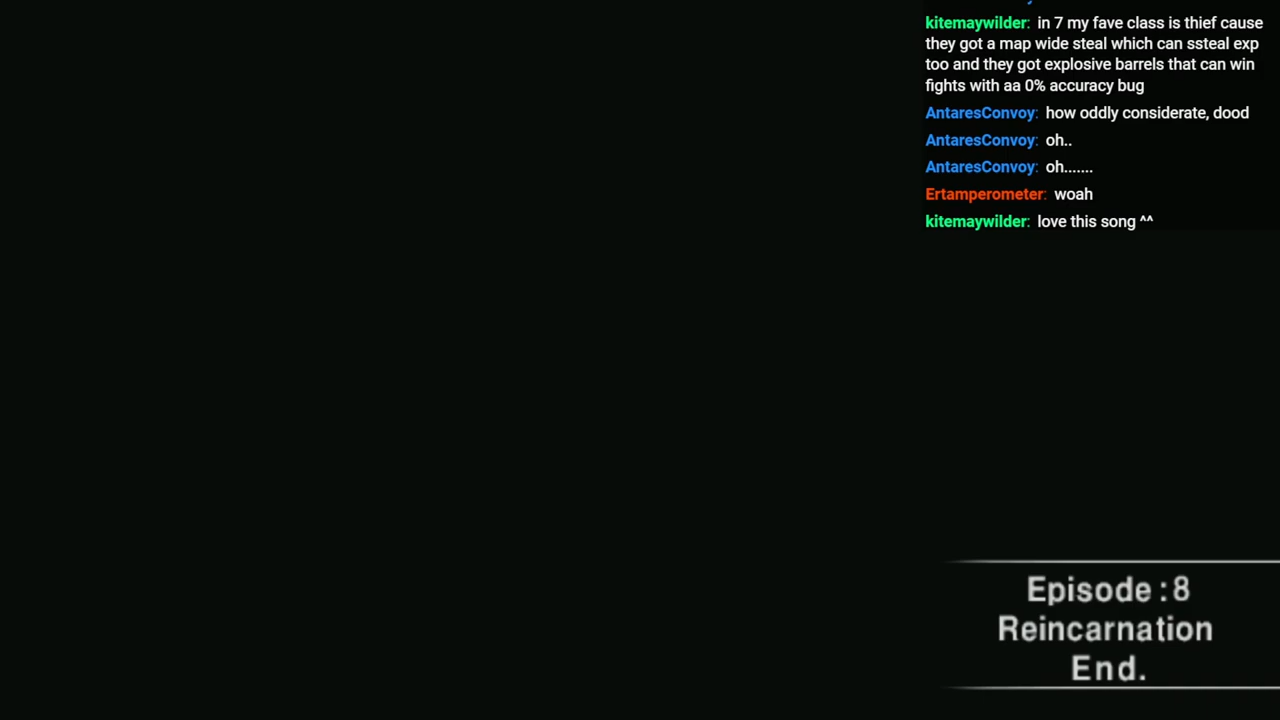 kitemaywilder: in 7 my fave class is thief cause
they got a map wide steal which can ssteal exp
too and they got explosive barrels that can win
fights with aa 0% accuracy bug
AntaresConvoy: how oddly considerate, dood
AntaresConvoy: oh..
AntaresConvoy: oh.......
Ertamperometer: woah
kitemaywilder: love this song ^^
Episode : 8
Reincarnation
End.